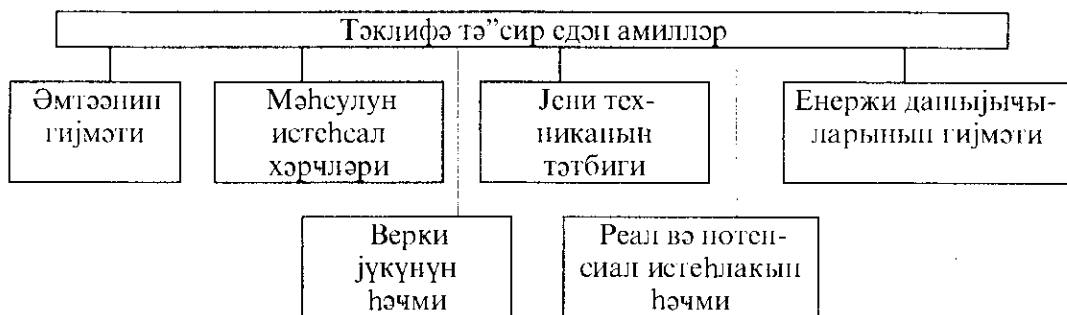 Тәклифә тә”сир едән амилләр
Әмтәәнин
гијмәти
Мәһсулун
истеһсал
хәрчләри
Јени тех-
никанын
тәтбиги
Енержи дашыјычы-
ларынын гијмәти
Верки
јүкүнүн
һәчми
Реал вә потен-
сиал истеһлакын
һәчми